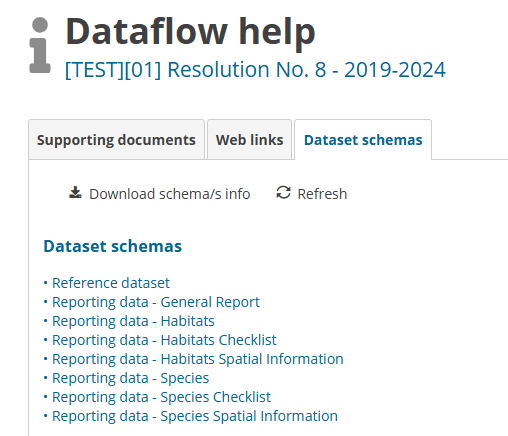 Dataflow help
[TEST][01] Resolution No. 8 - 2019-2024
Supporting documents Web links Dataset schemas
Download schema/s info Refresh
Dataset schemas
• Reference dataset
• Reporting data - General Report
• Reporting data - Habitats
• Reporting data - Habitats Checklist
• Reporting data - Habitats Spatial Information
• Reporting data - Species
• Reporting data - Species Checklist
• Reporting data - Species Spatial Information